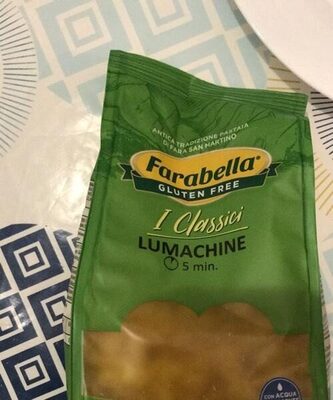 ANTICA TRADIZIONE PASTAIA
DI FARA SAN MARTINO
Farabella®
GLUTEN FREE
I Classici
LUMACHINE
5 min.
CON ACQUA